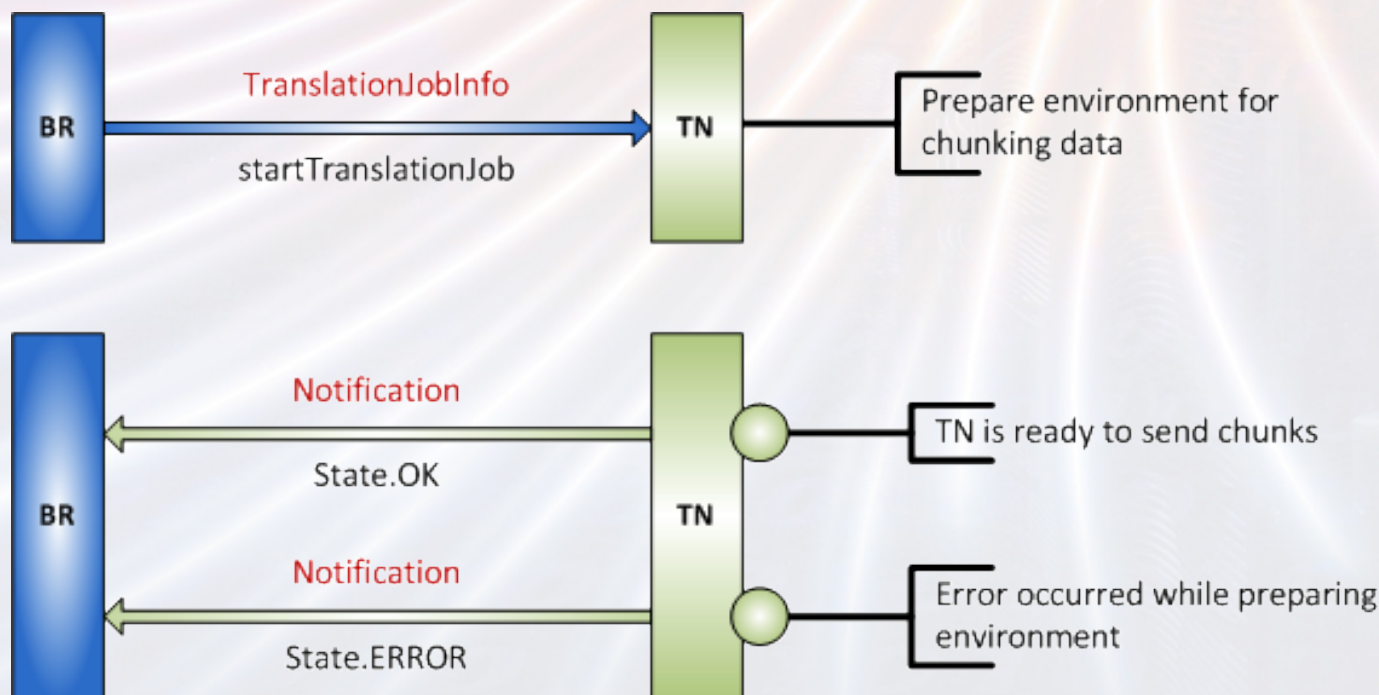 BR
TranslationJobInfo
startTranslationJob
TN
Prepare environment for
chunking data
BR
Notification
State.OK
Notification
State.ERROR
TN
TN is ready to send chunks
Error occurred while preparing
environment